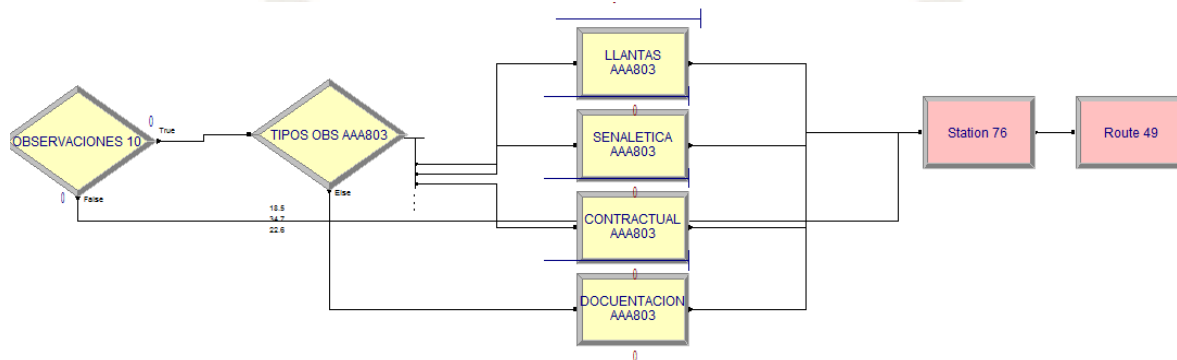 LLANTAS
AAA803
OBSERVACIONES 10
0
True
0
False
TIPOS OBS AAA803
Else
18.5
34.7
22.6
0
SENALETICA
AAA803
0
CONTRACTUAL
AAA803
0
DOCUENTACION
AAA803
0
Station 76
Route 49